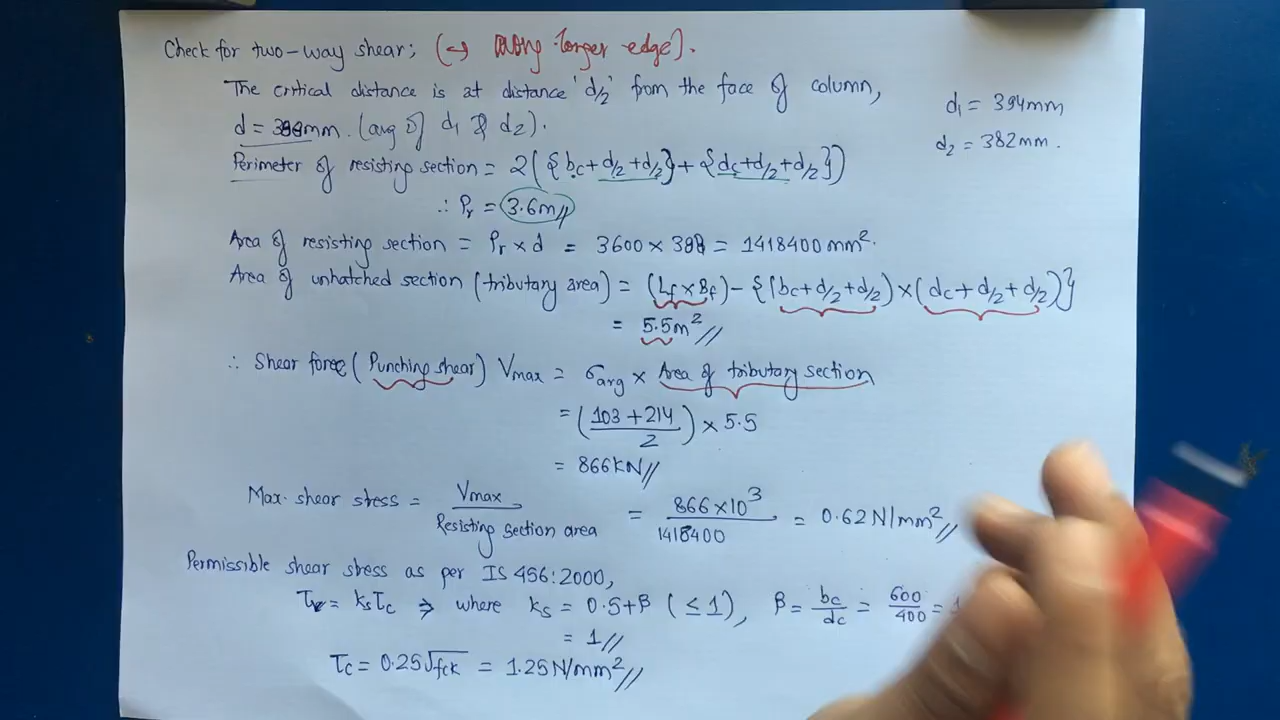 Check for two-way shear; (→ Along longer edge).
The critical distance is at distance 'd/2' from the face of column,
d = 388mm. (avg of d₁ & d₂).
d₁ = 394mm
d₂ = 382mm.
Perimeter of resisting section = 2({bc+d/2+d/2}+{dc+d/2+d/2})
∴ Pr = 3.6m//
Area of resisting section = Pr × d = 3600 × 388 = 1418400 mm².
Area of unhatched section (tributary area) = (Lf × Bf) - {(bc+d/2+d/2)×(dc+d/2+d/2)}
= 5.5m²//
∴ Shear force (Punching shear) Vmax = σavg × Area of tributary section
= (103+214/2) × 5.5
= 866KN//
Max. shear stress = Vmax/Resisting section area = 866×10³/1418400 = 0.62N/mm²//
Permissible shear stress as per IS 456:2000,
τv = ksτc ⇒ where ks = 0.5+β (≤1), β = bc/dc = 600/400 =
= 1//
τc = 0.25√fck = 1.25N/mm²//